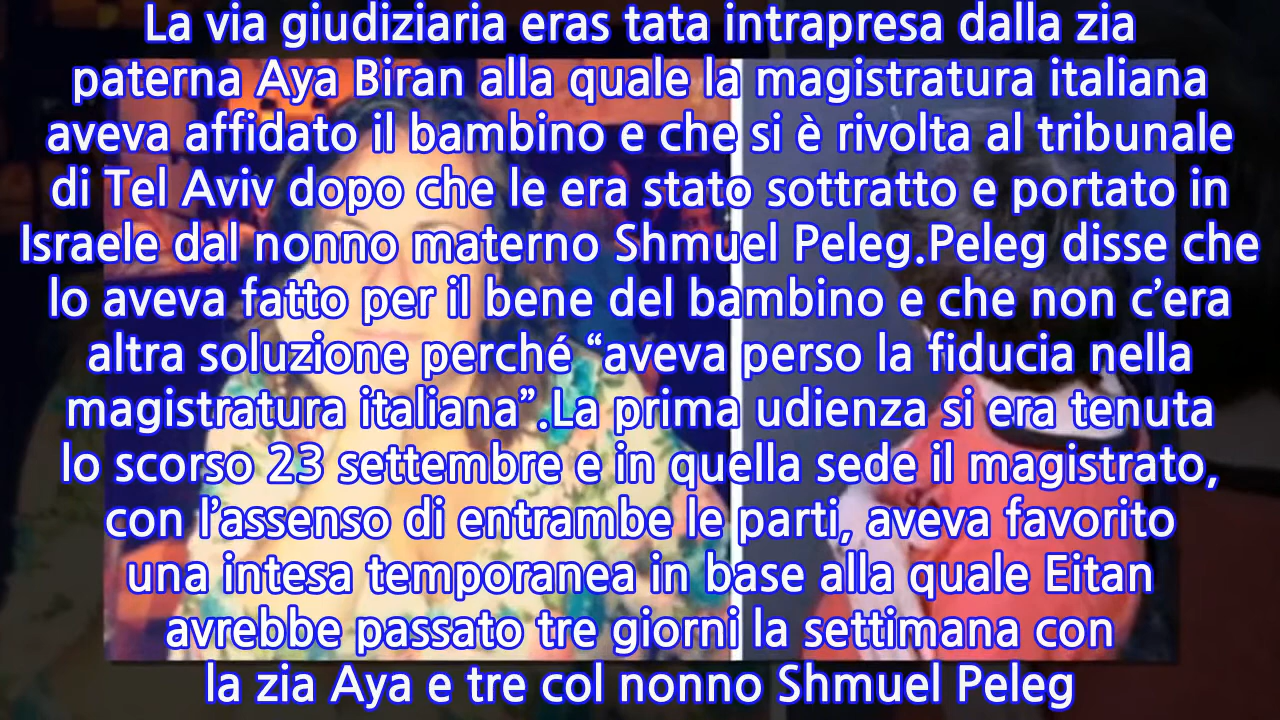 La via giudiziaria eras tata intrapresa dalla zia
paterna Aya Biran alla quale la magistratura italiana
aveva affidato il bambino e che si è rivolta al tribunale
di Tel Aviv dopo che le era stato sottratto e portato in
Israele dal nonno materno Shmuel Peleg.Peleg disse che
lo aveva fatto per il bene del bambino e che non c’era
altra soluzione perché “aveva perso la fiducia nella
magistratura italiana”.La prima udienza si era tenuta
lo scorso 23 settembre e in quella sede il magistrato,
con l’assenso di entrambe le parti, aveva favorito
una intesa temporanea in base alla quale Eitan
avrebbe passato tre giorni la settimana con
la zia Aya e tre col nonno Shmuel Peleg